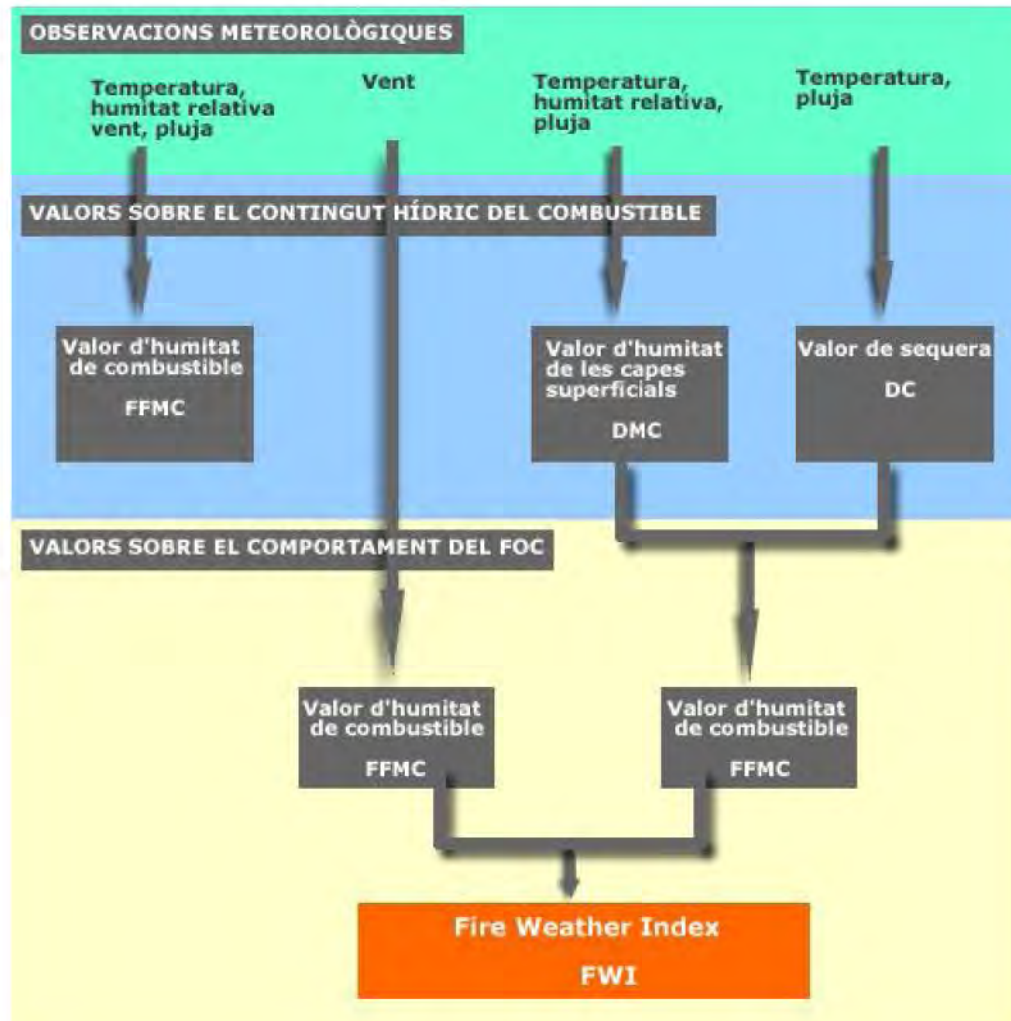 OBSERVACIONS METEOROLÒGIQUES
Temperatura,
humitat relativa
vent, pluja
Vent
Temperatura,
humitat relativa,
pluja
Temperatura,
pluja
VALORS SOBRE EL CONTINGUT HÍDRIC DEL COMBUSTIBLE
Valor d'humitat
de combustible
FFMC
Valor d'humitat
de les capes
superficials
DMC
Valor de sequera
DC
VALORS SOBRE EL COMPORTAMENT DEL FOC
Valor d'humitat
de combustible
FFMC
Valor d'humitat
de combustible
FFMC
Fire Weather Index
FWI